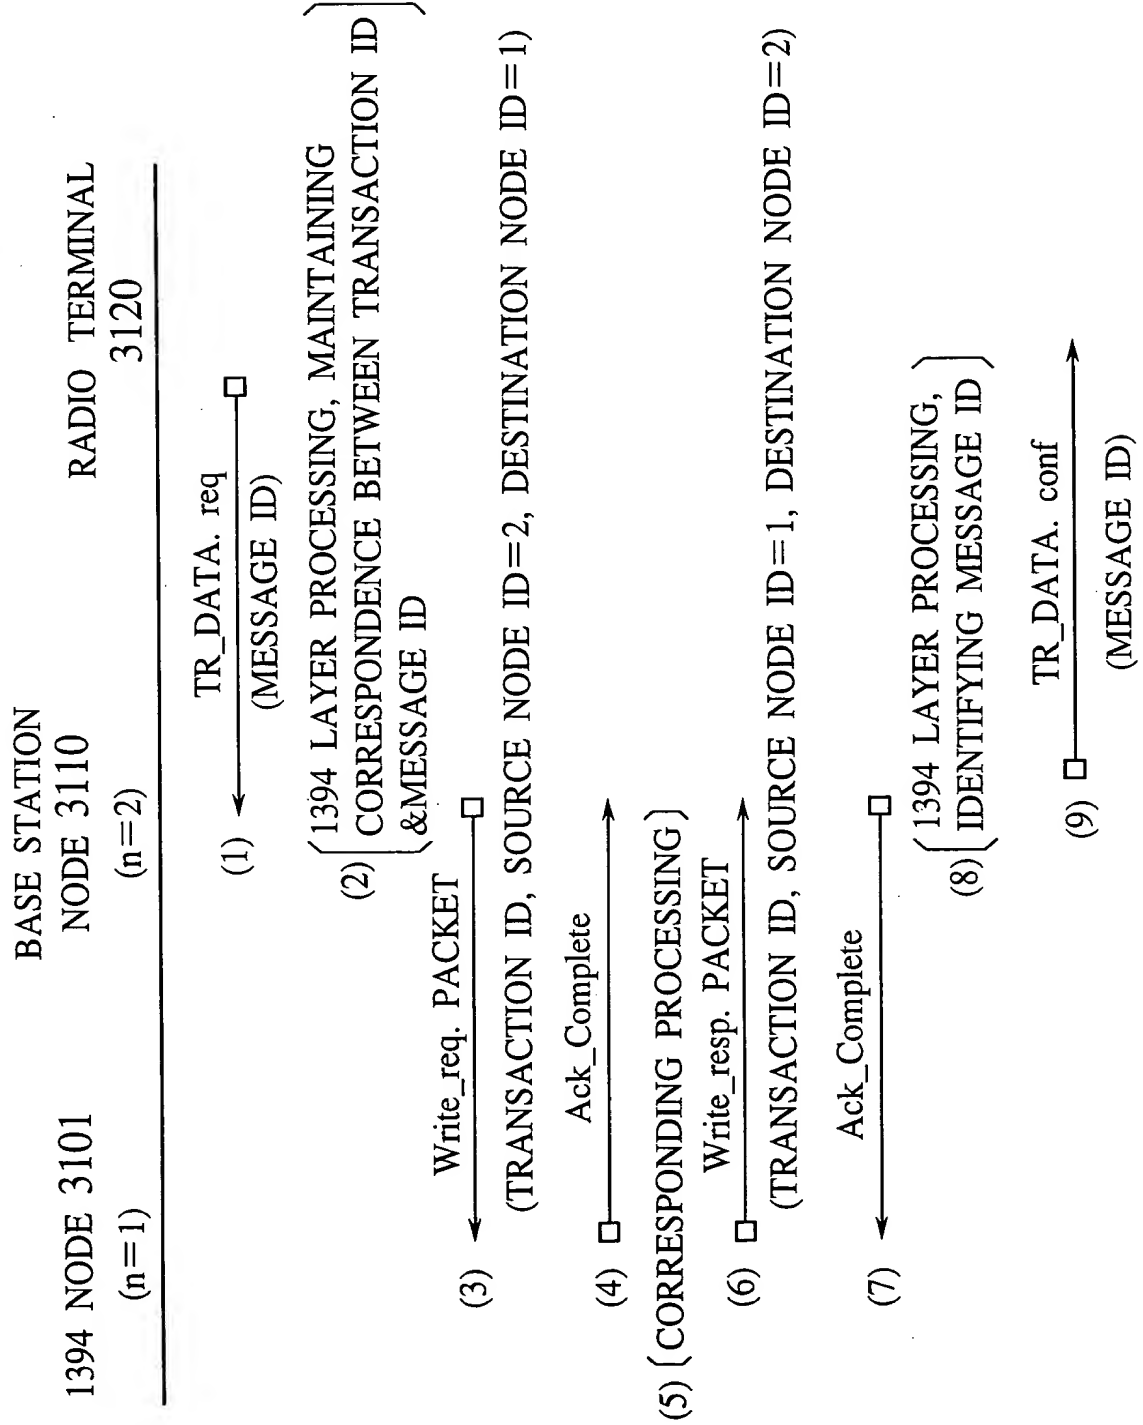 1394 NODE 3101
(n=1)
BASE STATION
NODE 3110
(n=2)
RADIO TERMINAL
3120
(1)
TR_DATA. req
(MESSAGE ID)
(2)
1394 LAYER PROCESSING, MAINTAINING
CORRESPONDENCE BETWEEN TRANSACTION ID
&MESSAGE ID
(3)
Write_req. PACKET
(TRANSACTION ID, SOURCE NODE ID=2, DESTINATION NODE ID=1)
(4)
Ack_Complete
(5) (CORRESPONDING PROCESSING)
(6)
Write_resp. PACKET
(TRANSACTION ID, SOURCE NODE ID=1, DESTINATION NODE ID=2)
(7)
Ack_Complete
(8)
1394 LAYER PROCESSING,
IDENTIFYING MESSAGE ID
(9)
TR_DATA. conf
(MESSAGE ID)